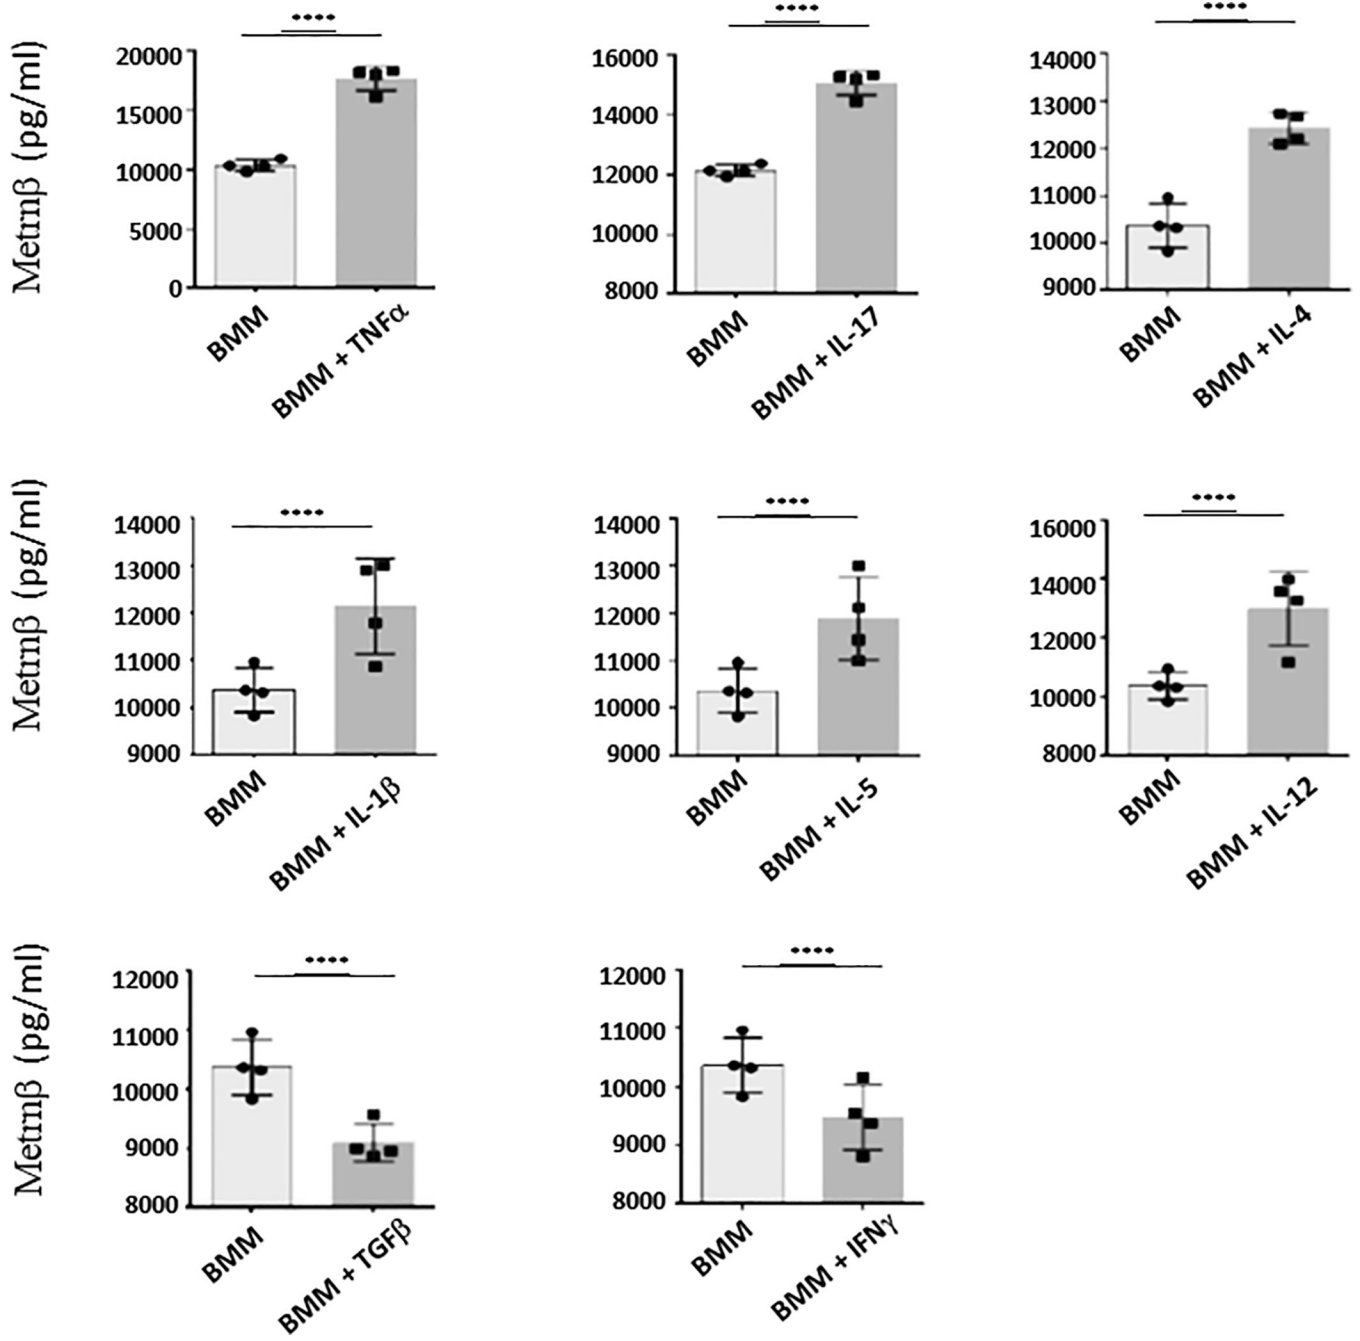 ****
****
****
Metrnβ (pg/ml)
20000
15000
10000
5000
0
BMM
BMM + TNFα
16000
14000
12000
10000
8000
BMM
BMM + IL-17
14000
13000
12000
11000
10000
9000
BMM
BMM + IL-4
Metrnβ (pg/ml)
****
14000
13000
12000
11000
10000
9000
BMM
BMM + IL-1β
****
14000
13000
12000
11000
10000
9000
BMM
BMM + IL-5
****
16000
14000
12000
10000
8000
BMM
BMM + IL-12
Metrnβ (pg/ml)
****
12000
11000
10000
9000
8000
BMM
BMM + TGFβ
****
12000
11000
10000
9000
8000
BMM
BMM + IFNγ